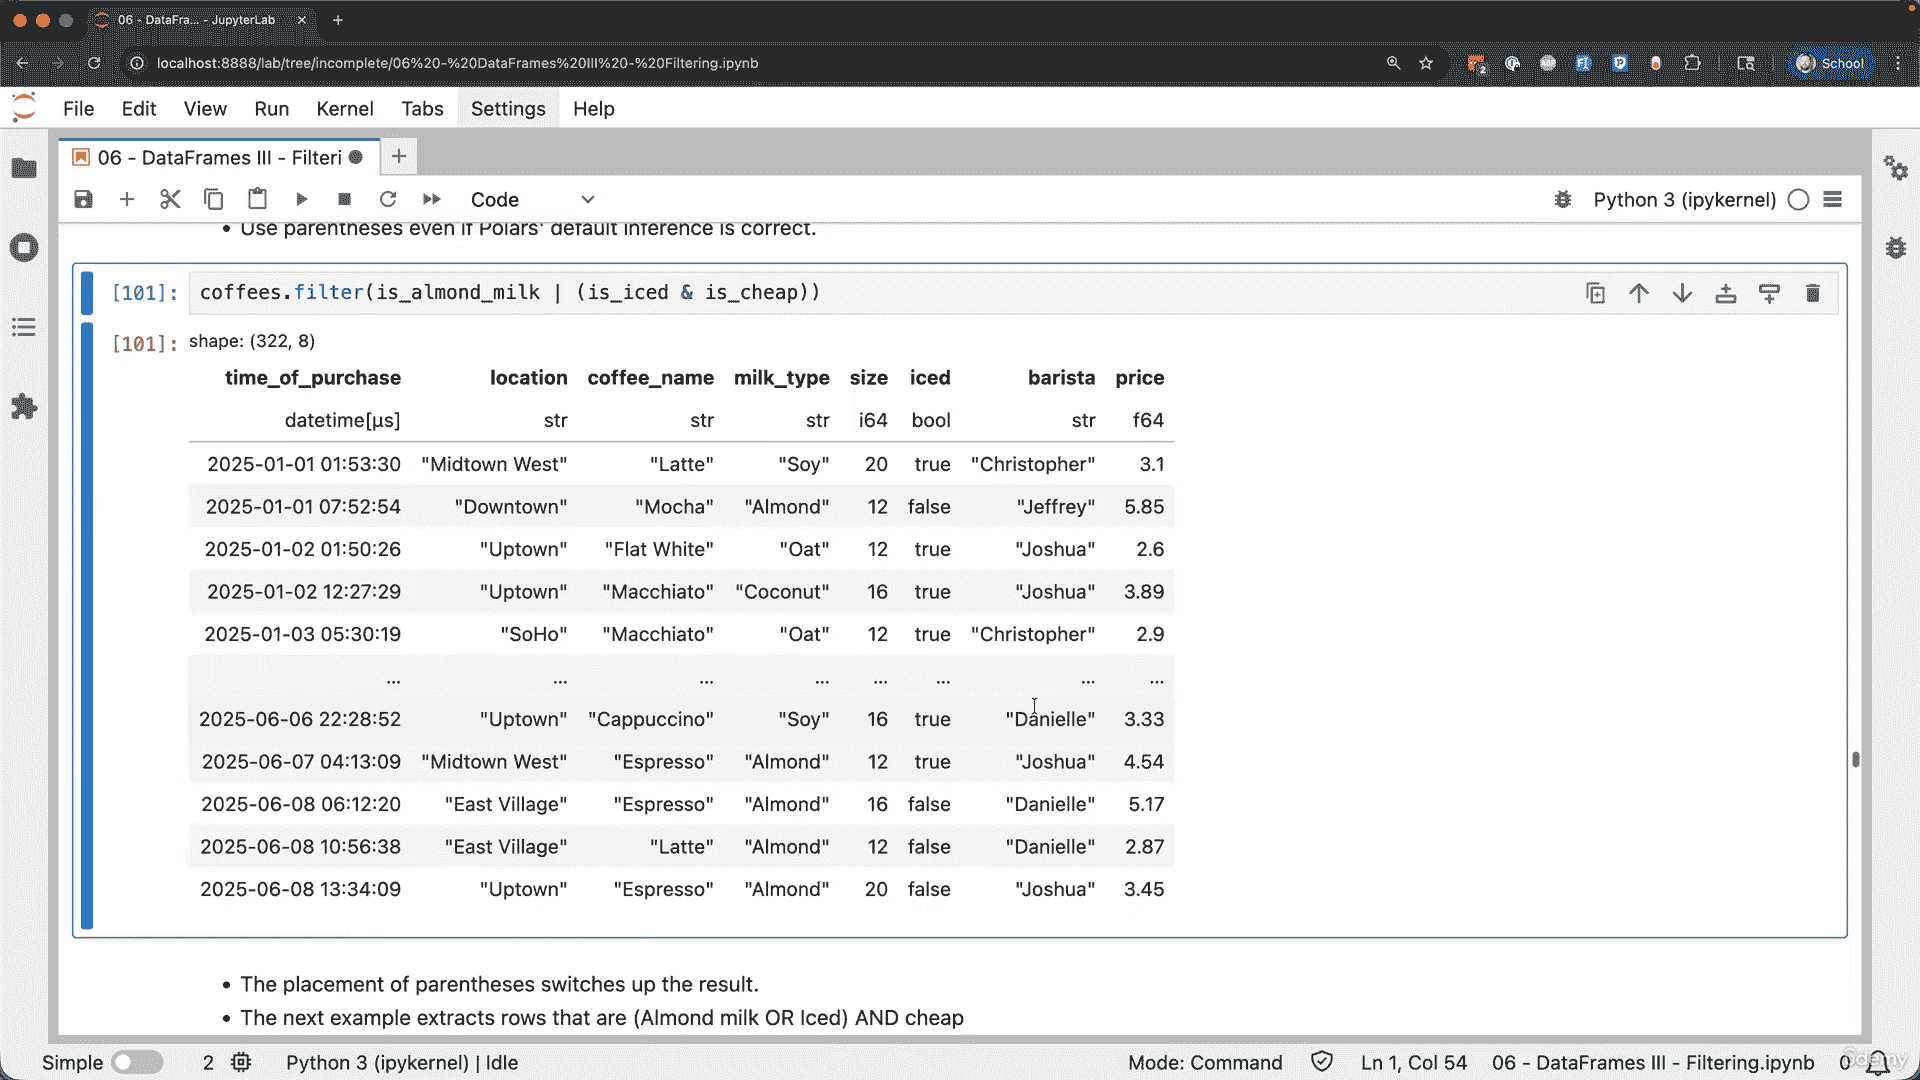 06 - DataFra... - JupyterLab
localhost:8888/lab/tree/incomplete/06%20-%20DataFrames%20III%20-%20Filtering.ipynb
2
School
File Edit View Run Kernel Tabs Settings Help
06 - DataFrames III - Filteri
Code
Python 3 (ipykernel)
• Use parentheses even if Polars' default inference is correct.
[101]: coffees.filter(is_almond_milk | (is_iced & is_cheap))
[101]: shape: (322, 8)
time_of_purchase location coffee_name milk_type size iced barista price
datetime[μs] str str str i64 bool str f64
2025-01-01 01:53:30 "Midtown West" "Latte" "Soy" 20 true "Christopher" 3.1
2025-01-01 07:52:54 "Downtown" "Mocha" "Almond" 12 false "Jeffrey" 5.85
2025-01-02 01:50:26 "Uptown" "Flat White" "Oat" 12 true "Joshua" 2.6
2025-01-02 12:27:29 "Uptown" "Macchiato" "Coconut" 16 true "Joshua" 3.89
2025-01-03 05:30:19 "SoHo" "Macchiato" "Oat" 12 true "Christopher" 2.9
... ... ... ... ... ... ... ...
2025-06-06 22:28:52 "Uptown" "Cappuccino" "Soy" 16 true "Danielle" 3.33
2025-06-07 04:13:09 "Midtown West" "Espresso" "Almond" 12 true "Joshua" 4.54
2025-06-08 06:12:20 "East Village" "Espresso" "Almond" 16 false "Danielle" 5.17
2025-06-08 10:56:38 "East Village" "Latte" "Almond" 12 false "Danielle" 2.87
2025-06-08 13:34:09 "Uptown" "Espresso" "Almond" 20 false "Joshua" 3.45
• The placement of parentheses switches up the result.
• The next example extracts rows that are (Almond milk OR Iced) AND cheap
Simple 2 Python 3 (ipykernel) | Idle Mode: Command Ln 1, Col 54 06 - DataFrames III - Filtering.ipynb 0